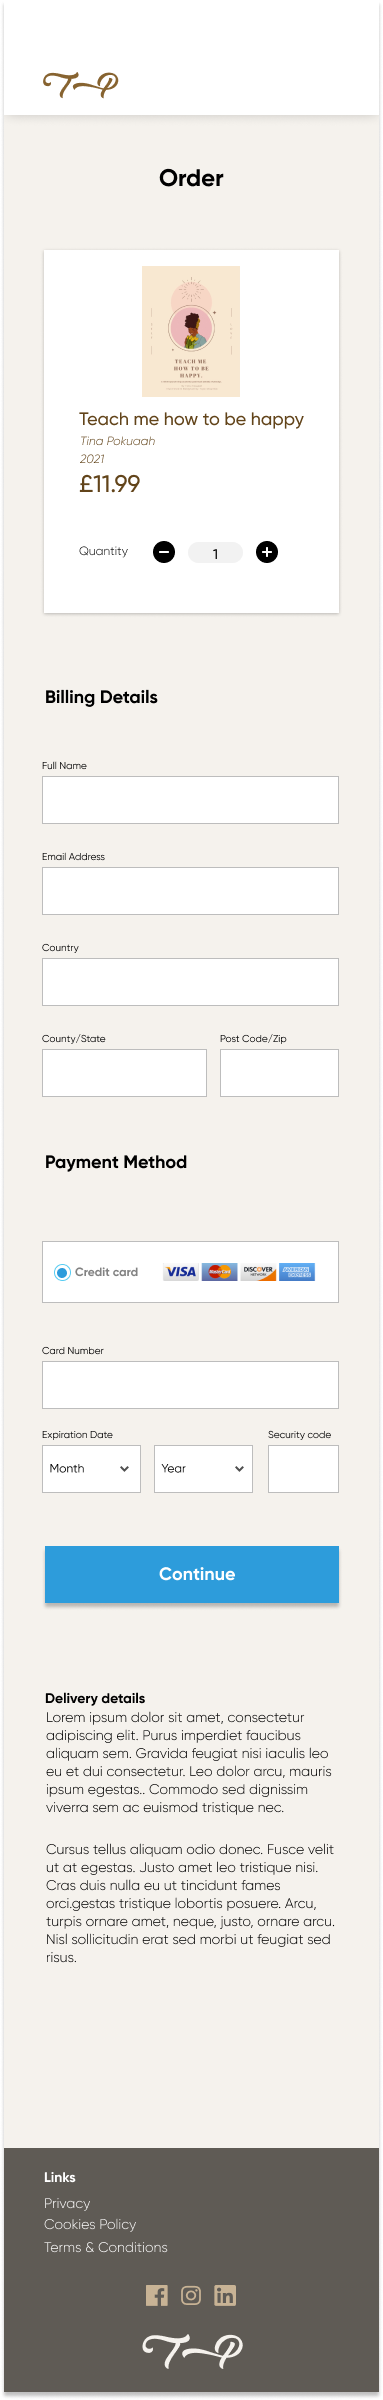 T~P
Order
TEACH ME
HOW TO BE
HAPPY.
Teach me how to be happy
Tina Pokuaah
2021
£11.99
Quantity 1
Billing Details
Full Name
Email Address
Country
County/State Post Code/Zip
Payment Method
Credit card VISA MasterCard DISCOVER NETWORK AMERICAN EXPRESS
Card Number
Expiration Date Security code
Month Year
Continue
Delivery details
Lorem ipsum dolor sit amet, consectetur
adipiscing elit. Purus imperdiet faucibus
aliquam sem. Gravida feugiat nisi iaculis leo
eu et dui consectetur. Leo dolor arcu, mauris
ipsum egestas.. Commodo sed dignissim
viverra sem ac euismod tristique nec.
Cursus tellus aliquam odio donec. Fusce velit
ut at egestas. Justo amet leo tristique nisi.
Cras duis nulla eu ut tincidunt fames
orci.gestas tristique lobortis posuere. Arcu,
turpis ornare amet, neque, justo, ornare arcu.
Nisl sollicitudin erat sed morbi ut feugiat sed
risus.
Links
Privacy
Cookies Policy
Terms & Conditions
T~P